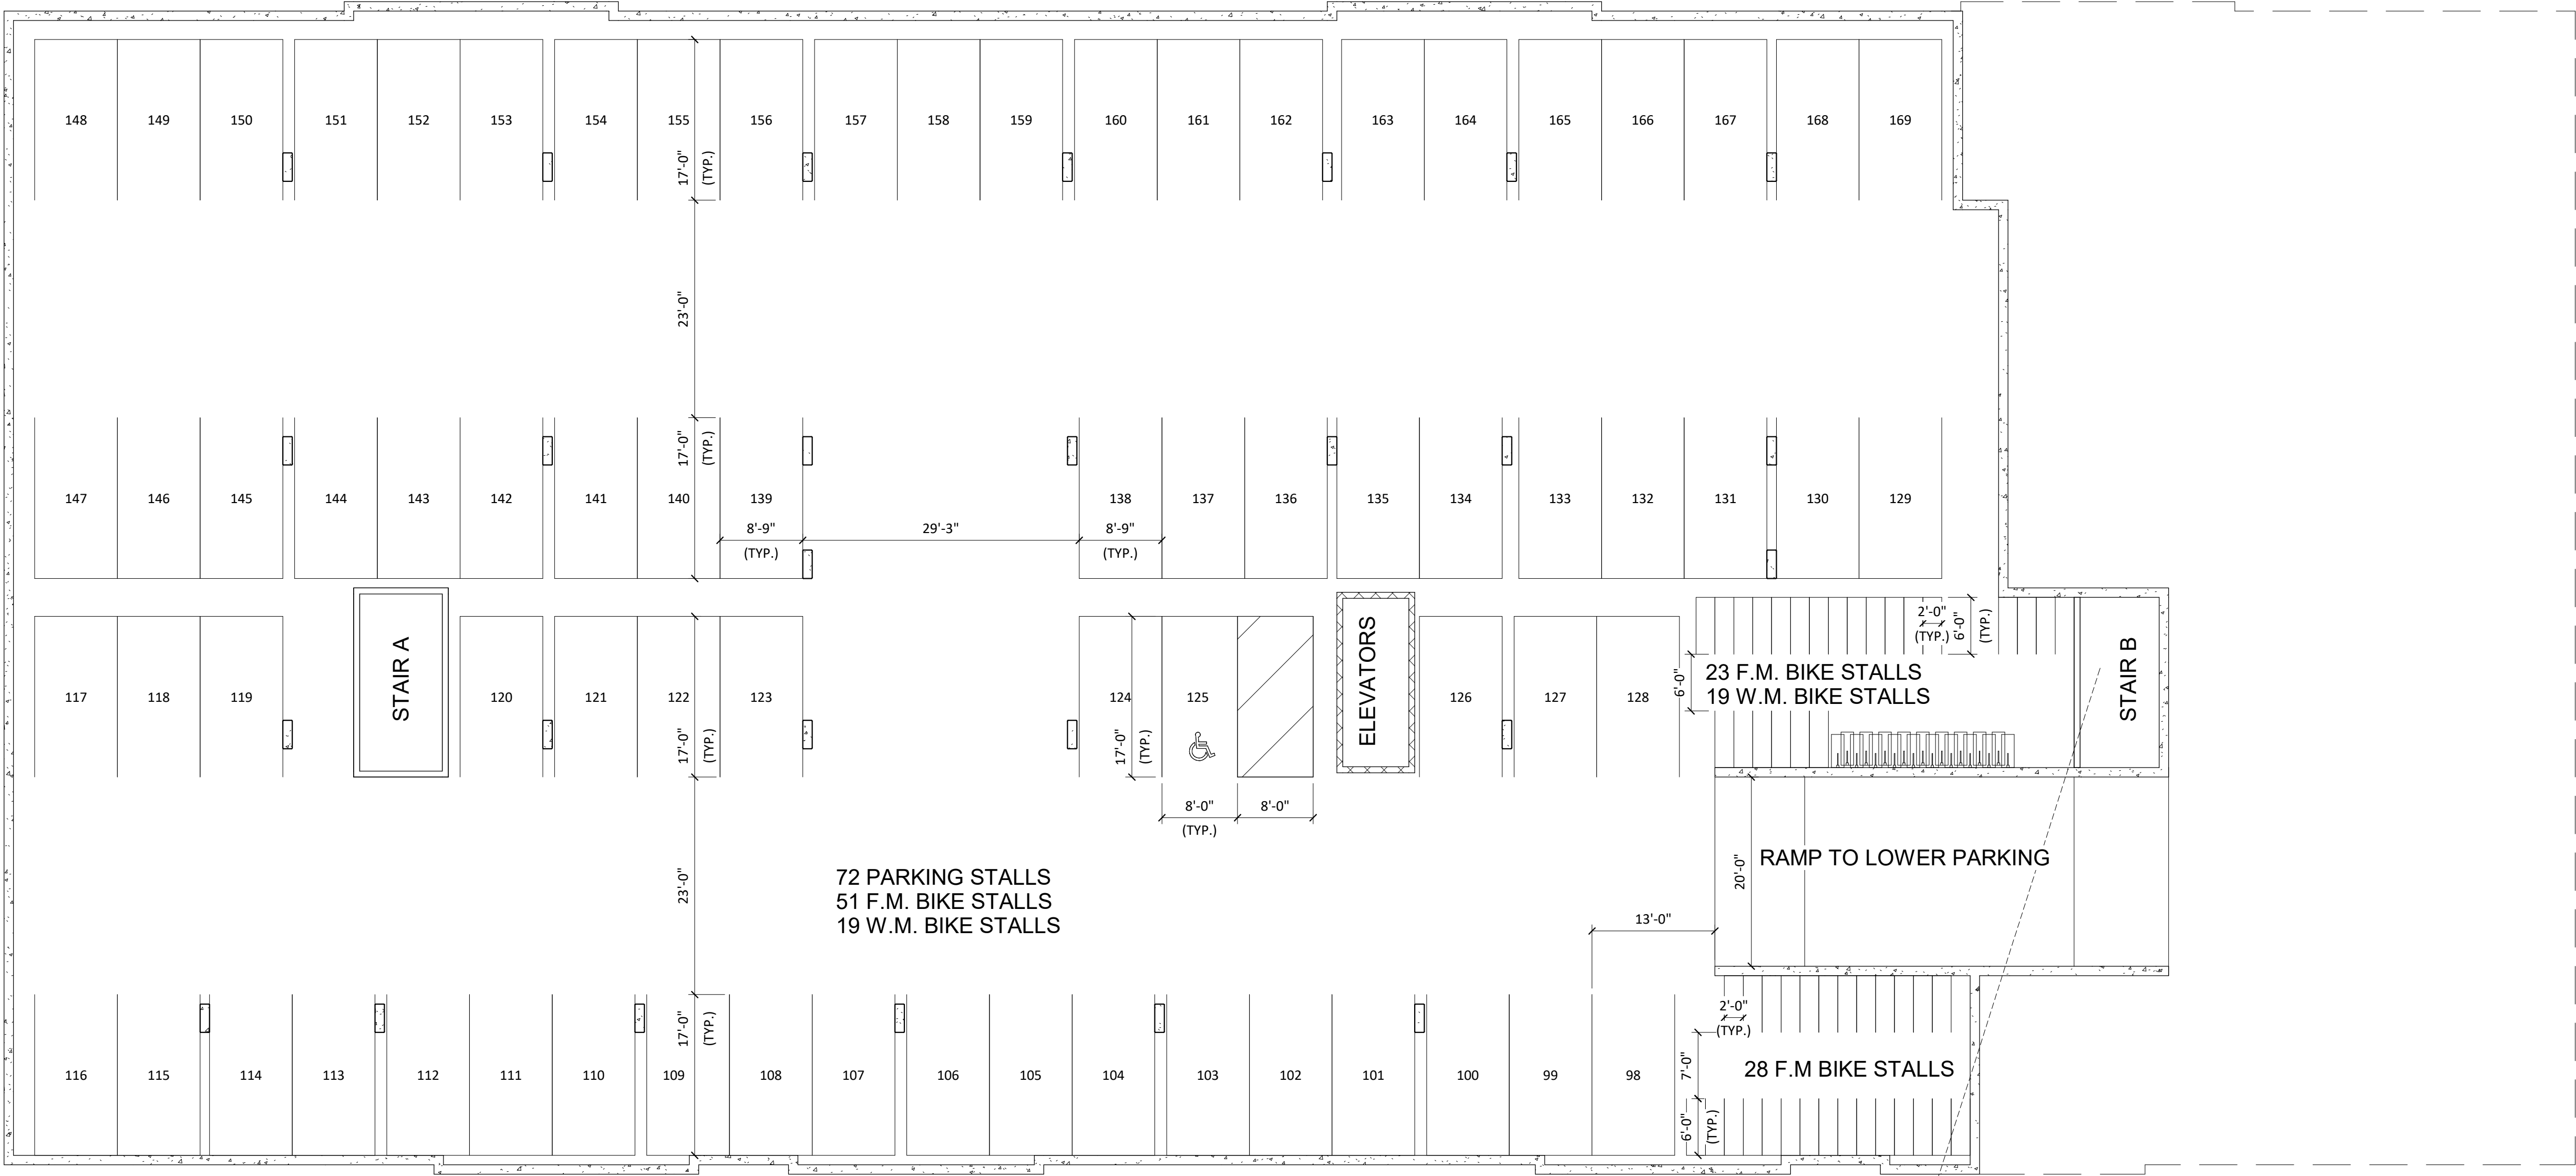 148 149 150 151 152 153 154 155 156 157 158 159 160 161 162 163 164 165 166 167 168 169
17'-0"
(TYP.)
23'-0"
17'-0"
(TYP.)
147 146 145 144 143 142 141 140 139 138 137 136 135 134 133 132 131 130 129
8'-9"
(TYP.)
29'-3"
8'-9"
(TYP.)
STAIR A
ELEVATORS
2'-0"
(TYP.)
6'-0"
(TYP.)
6'-0"
23 F.M. BIKE STALLS
19 W.M. BIKE STALLS
STAIR B
117 118 119 120 121 122 123 124 125 126 127 128
17'-0"
(TYP.)
17'-0"
(TYP.)
8'-0"
(TYP.)
8'-0"
23'-0"
72 PARKING STALLS
51 F.M. BIKE STALLS
19 W.M. BIKE STALLS
20'-0"
RAMP TO LOWER PARKING
13'-0"
17'-0"
(TYP.)
2'-0"
(TYP.)
7'-0"
28 F.M BIKE STALLS
6'-0"
(TYP.)
116 115 114 113 112 111 110 109 108 107 106 105 104 103 102 101 100 99 98